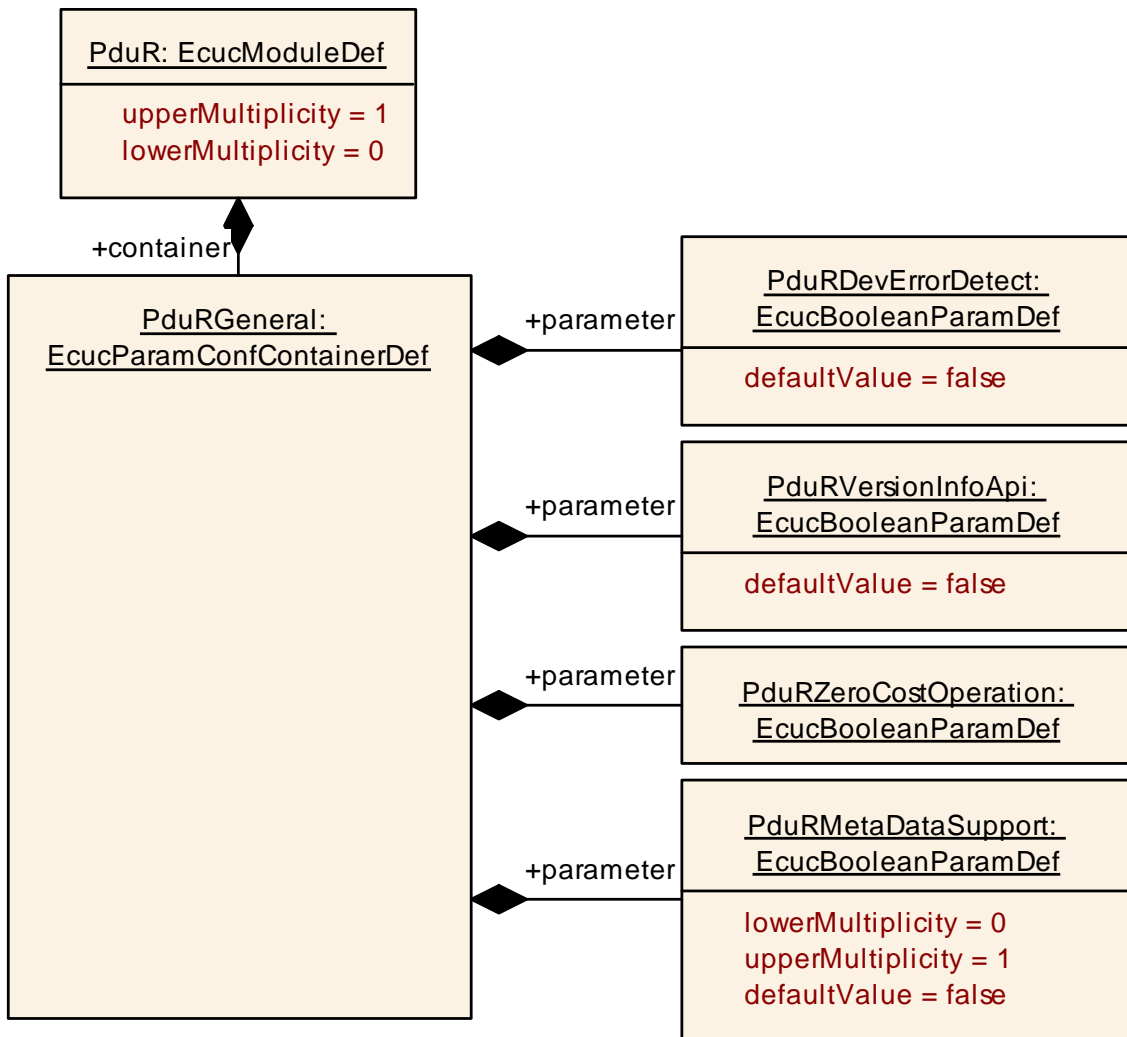 PduR: EcucModuleDef
upperMultiplicity = 1
lowerMultiplicity = 0
+container
PduRGeneral:
EcucParamConfContainerDef
+parameter
PduRDevErrorDetect:
EcucBooleanParamDef
defaultValue = false
+parameter
PduRVersionInfoApi:
EcucBooleanParamDef
defaultValue = false
+parameter
PduRZeroCostOperation:
EcucBooleanParamDef
+parameter
PduRMetaDataSupport:
EcucBooleanParamDef
lowerMultiplicity = 0
upperMultiplicity = 1
defaultValue = false